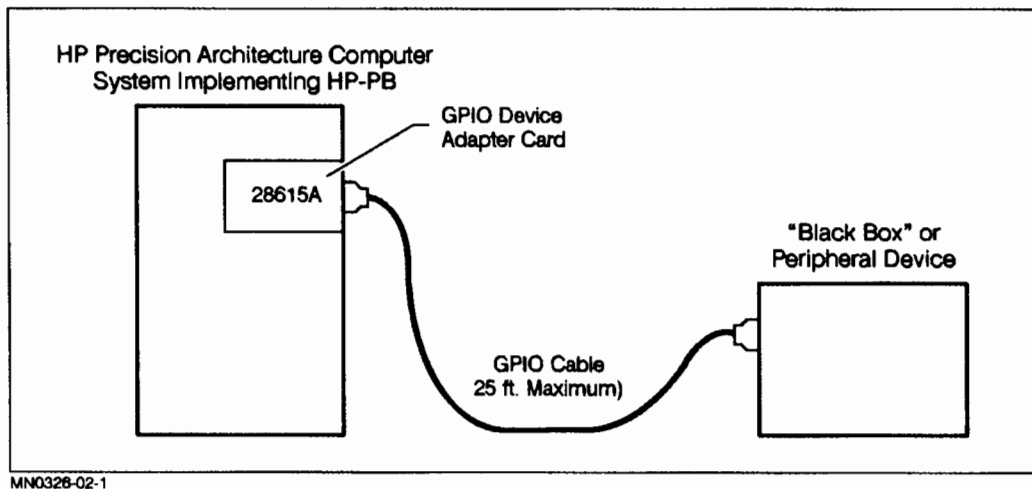 HP Precision Architecture Computer
System Implementing HP-PB
GPIO Device
Adapter Card
28615A
"Black Box" or
Peripheral Device
GPIO Cable
25 ft. Maximum)
MN0326-02-1